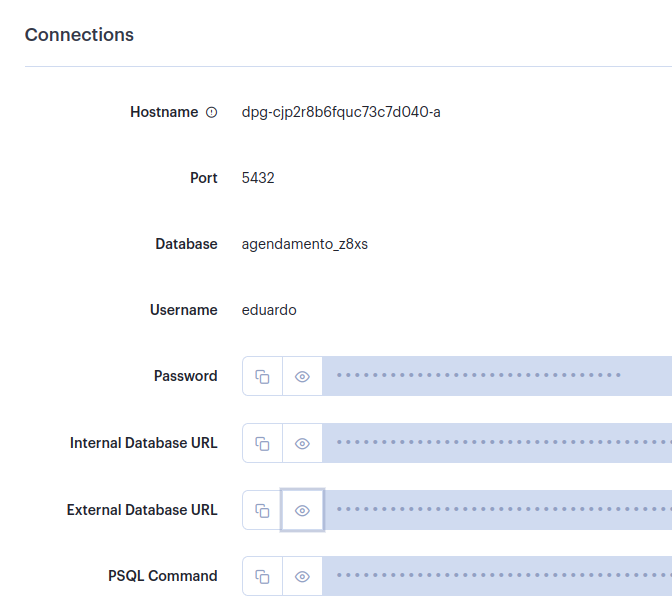 Connections
Hostname dpg-cjp2r8b6fquc73c7d040-a
Port 5432
Database agendamento_z8xs
Username eduardo
Password ••••••••••••••••••••••••••••••••
Internal Database URL
External Database URL
PSQL Command